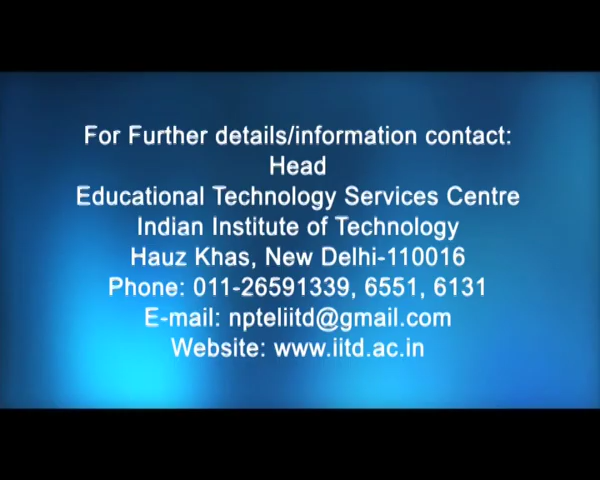 For Further details/information contact:
Head
Educational Technology Services Centre
Indian Institute of Technology
Hauz Khas, New Delhi-110016
Phone: 011-26591339, 6551, 6131
E-mail: npteliitd@gmail.com
Website: www.iitd.ac.in